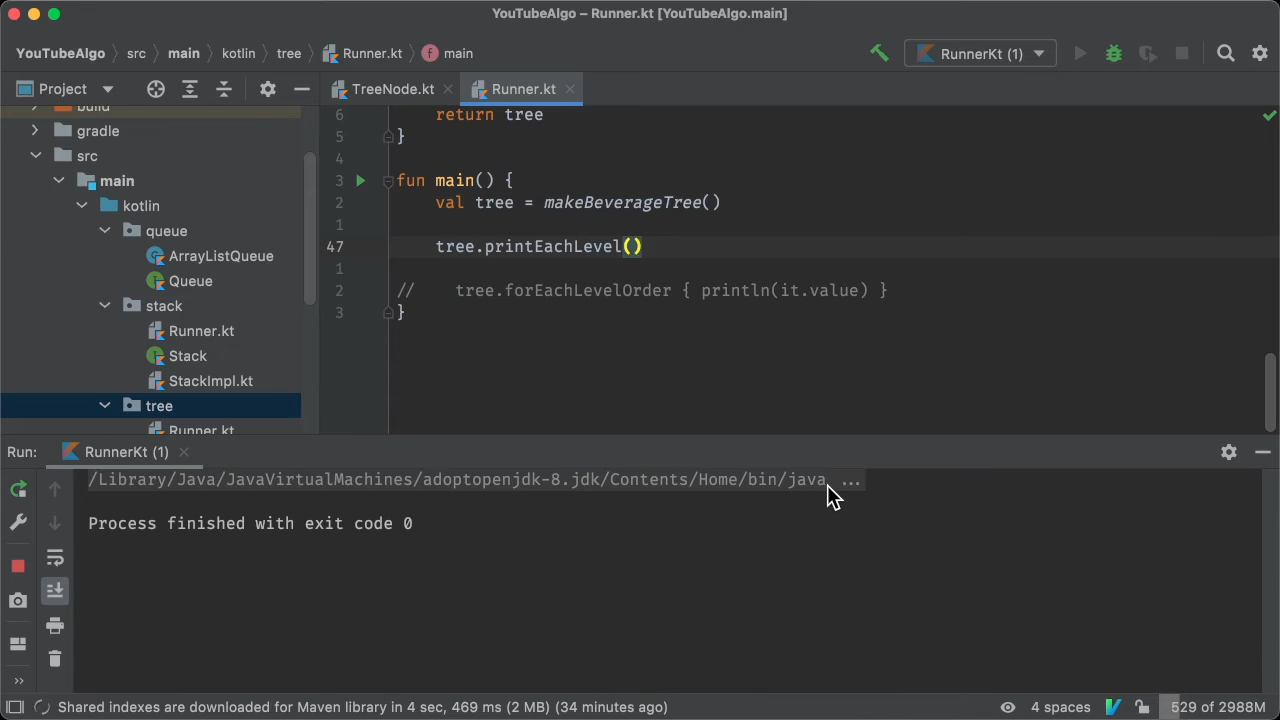 YouTubeAlgo – Runner.kt [YouTubeAlgo.main]
YouTubeAlgo src main kotlin tree Runner.kt main
RunnerKt (1)
Project
TreeNode.kt
Runner.kt
build
gradle
src
main
kotlin
queue
ArrayListQueue
Queue
stack
Runner.kt
Stack
StackImpl.kt
tree
Runner.kt
6 return tree
5 }
4
3 fun main() {
2 val tree = makeBeverageTree()
1
47 tree.printEachLevel()
1
2 // tree.forEachLevelOrder { println(it.value) }
3 }
Run: RunnerKt (1)
/Library/Java/JavaVirtualMachines/adoptopenjdk-8.jdk/Contents/Home/bin/java ...
Process finished with exit code 0
Shared indexes are downloaded for Maven library in 4 sec, 469 ms (2 MB) (34 minutes ago)
4 spaces
529 of 2988M